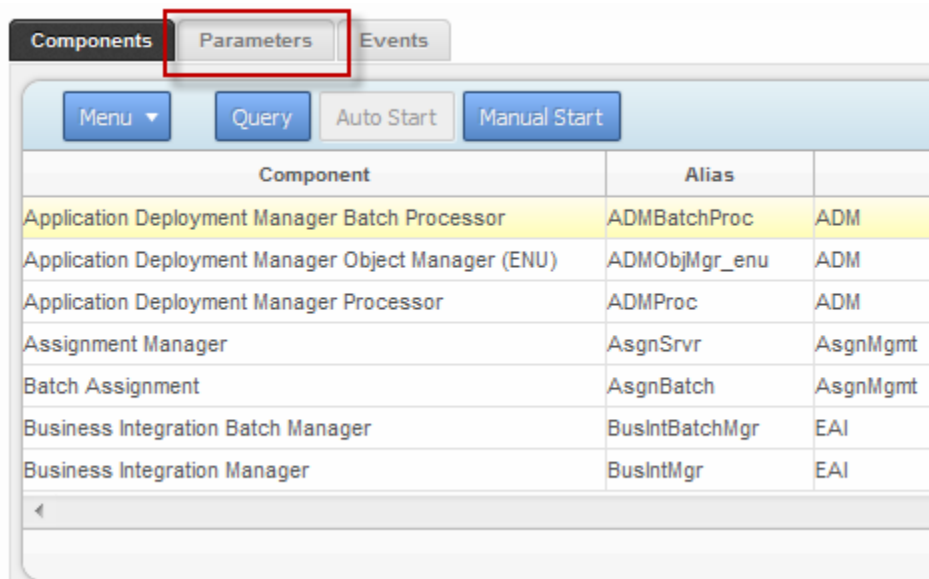 Components Parameters Events
Menu Query Auto Start Manual Start
Component Alias
Application Deployment Manager Batch Processor ADMBatchProc ADM
Application Deployment Manager Object Manager (ENU) ADMObjMgr_enu ADM
Application Deployment Manager Processor ADMProc ADM
Assignment Manager AsgnSrvr AsgnMgmt
Batch Assignment AsgnBatch AsgnMgmt
Business Integration Batch Manager BusIntBatchMgr EAI
Business Integration Manager BusIntMgr EAI